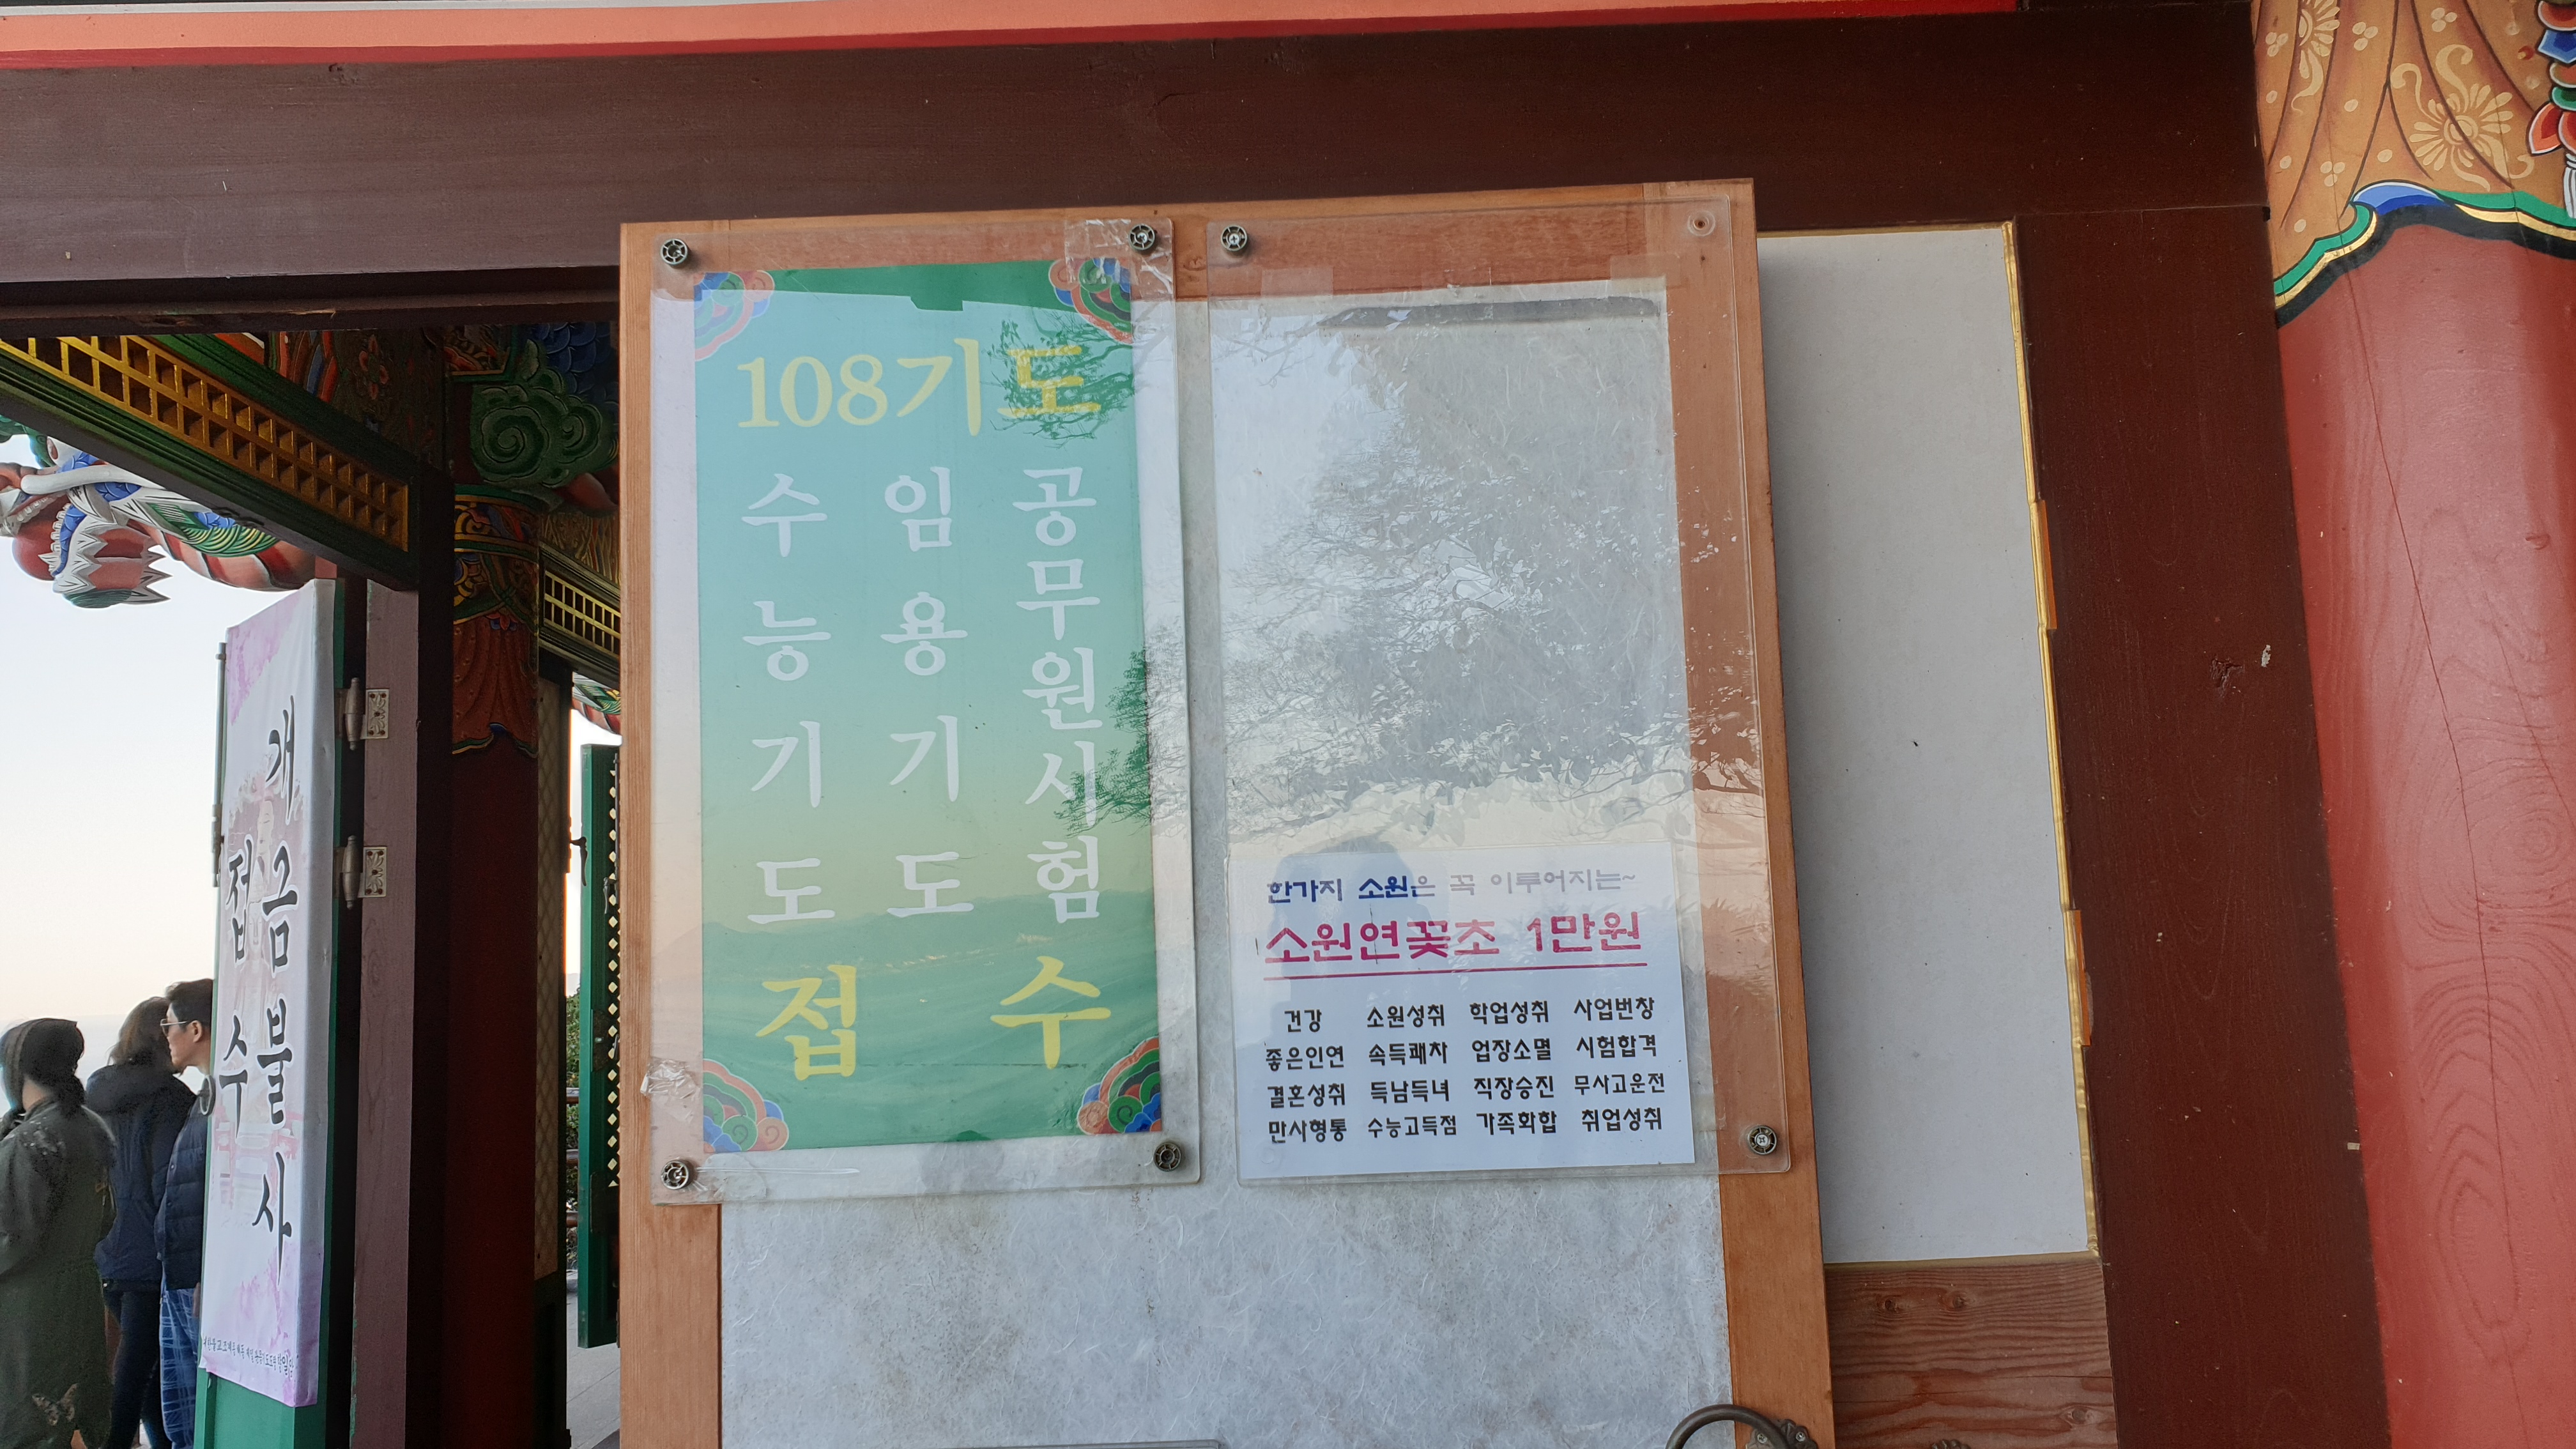 개금불사
접수
108기도
수능기도
임용기도
공무원시험
접수
한가지 소원은 꼭 이루어지는~
소원연꽃초 1만원
건강 소원성취 학업성취 사업번창
좋은인연 속득쾌차 업장소멸 시험합격
결혼성취 득남득녀 직장승진 무사고운전
만사형통 수능고득점 가족화합 취업성취